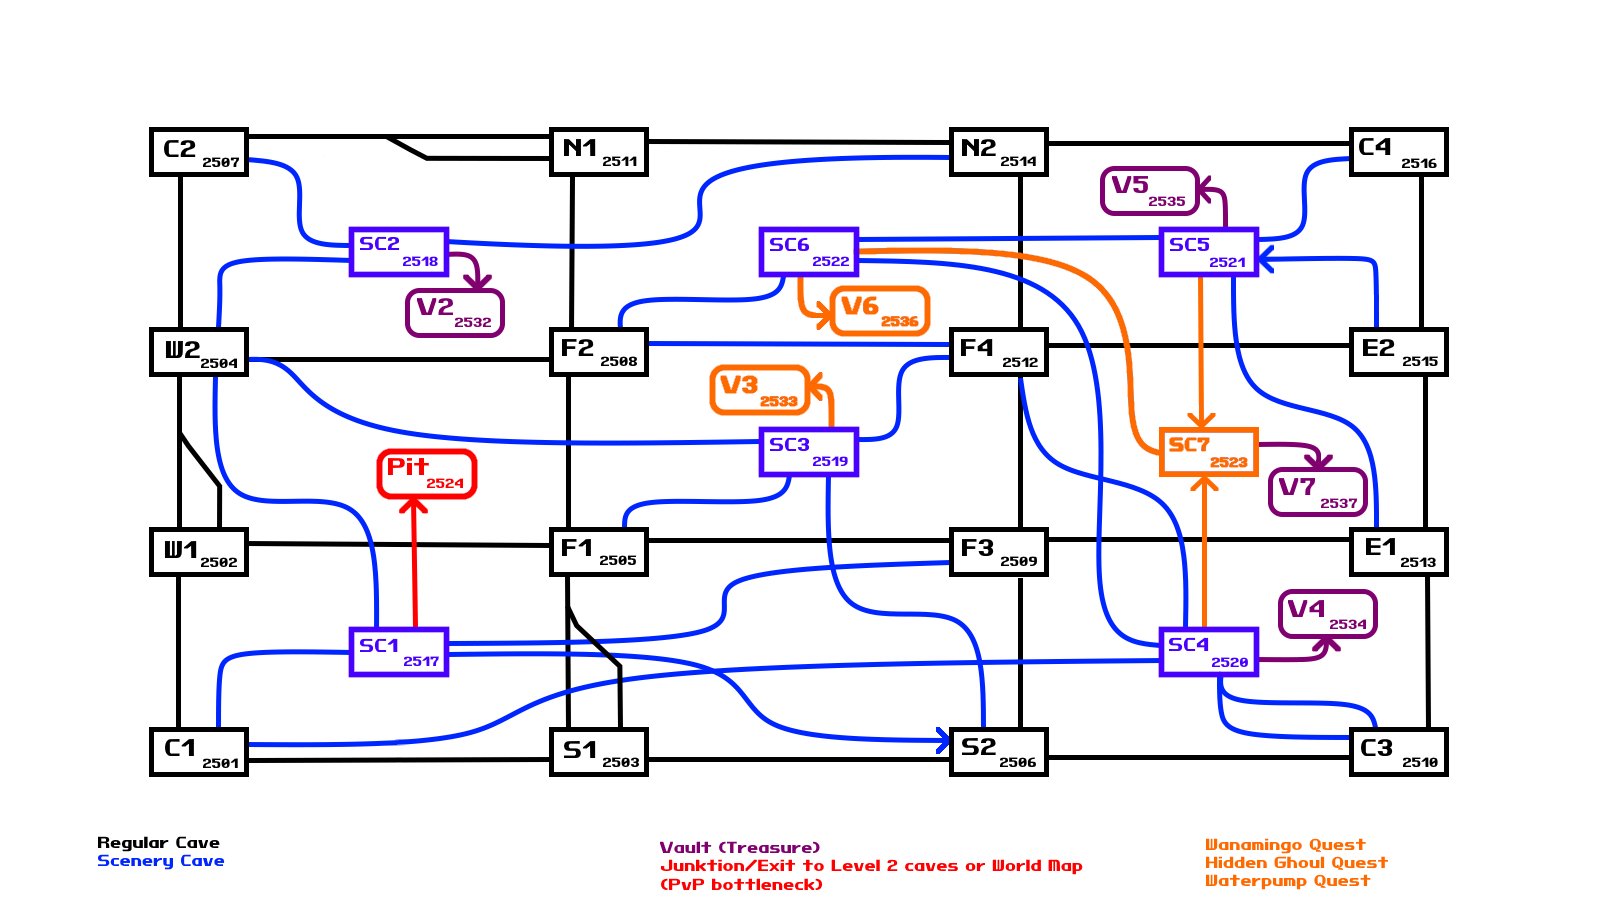 C2 2507
N1 2511
N2 2514
C4 2516
V5 2535
SC2 2518
SC6 2522
SC5 2521
V2 2532
V6 2536
W2 2504
F2 2508
F4 2512
E2 2515
V3 2533
SC3 2519
SC7 2523
Pit 2524
V7 2537
W1 2502
F1 2505
F3 2509
E1 2513
V4 2534
SC1 2517
SC4 2520
C1 2501
S1 2503
S2 2506
C3 2510
Regular Cave
Scenery Cave
Vault (Treasure)
Junktion/Exit to Level 2 caves or World Map
(PvP bottleneck)
Wanamingo Quest
Hidden Ghoul Quest
Waterpump Quest